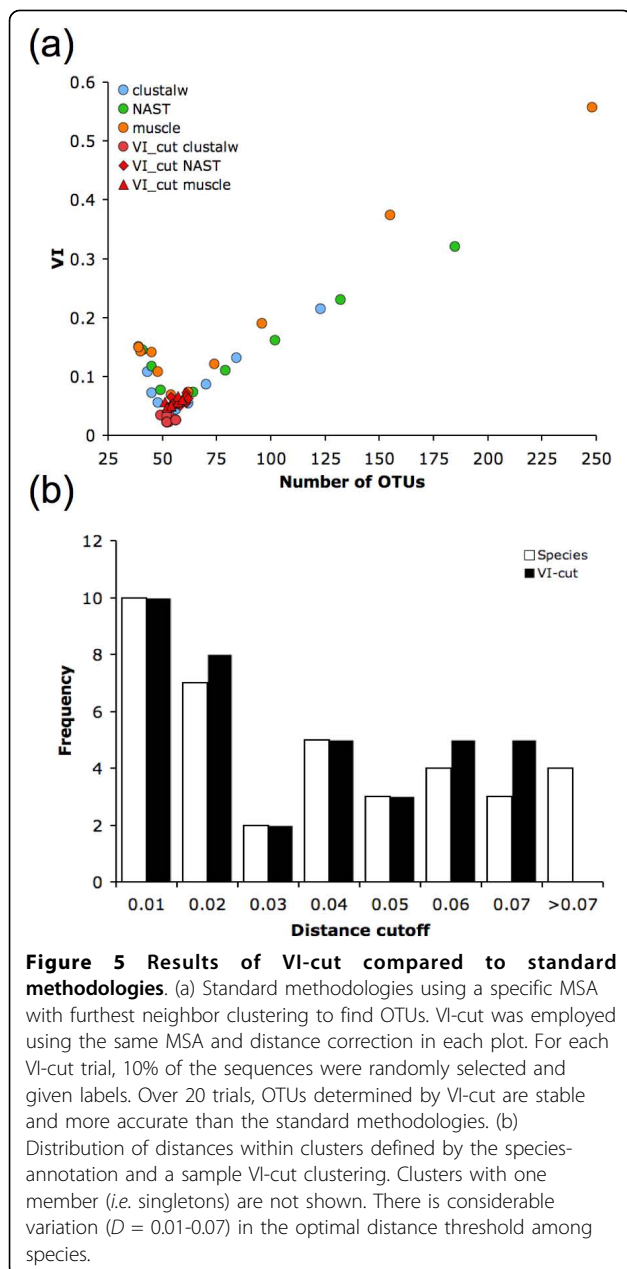 (a)
0.6
0.5
0.4
0.3
0.2
0.1
0
VI
clustalw
NAST
muscle
VI_cut clustalw
VI_cut NAST
VI_cut muscle
25 50 75 100 125 150 175 200 225 250
Number of OTUs
(b)
12
10
8
6
4
2
0
Frequency
Species
VI-cut
0.01 0.02 0.03 0.04 0.05 0.06 0.07 >0.07
Distance cutoff
Figure 5 Results of VI-cut compared to standard
methodologies. (a) Standard methodologies using a specific MSA
with furthest neighbor clustering to find OTUs. VI-cut was employed
using the same MSA and distance correction in each plot. For each
VI-cut trial, 10% of the sequences were randomly selected and
given labels. Over 20 trials, OTUs determined by VI-cut are stable
and more accurate than the standard methodologies. (b)
Distribution of distances within clusters defined by the species-
annotation and a sample VI-cut clustering. Clusters with one
member (i.e. singletons) are not shown. There is considerable
variation (D = 0.01-0.07) in the optimal distance threshold among
species.